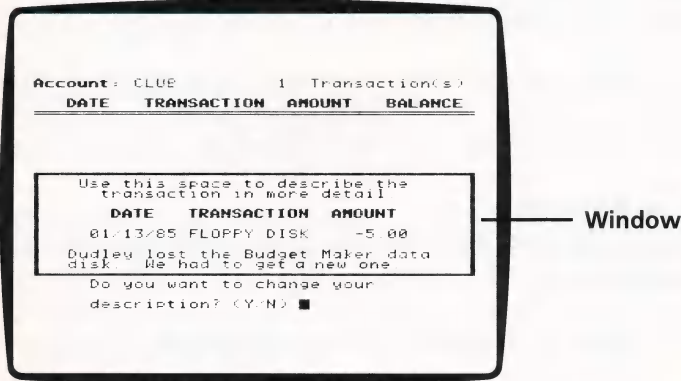 Account: CLUB 1 Transaction(s)
DATE TRANSACTION AMOUNT BALANCE
Use this space to describe the
transaction in more detail
DATE TRANSACTION AMOUNT
01/13/85 FLOPPY DISK -5.00
Dudley lost the Budget Maker data
disk. We had to get a new one
Do you want to change your
description? (Y/N)
Window